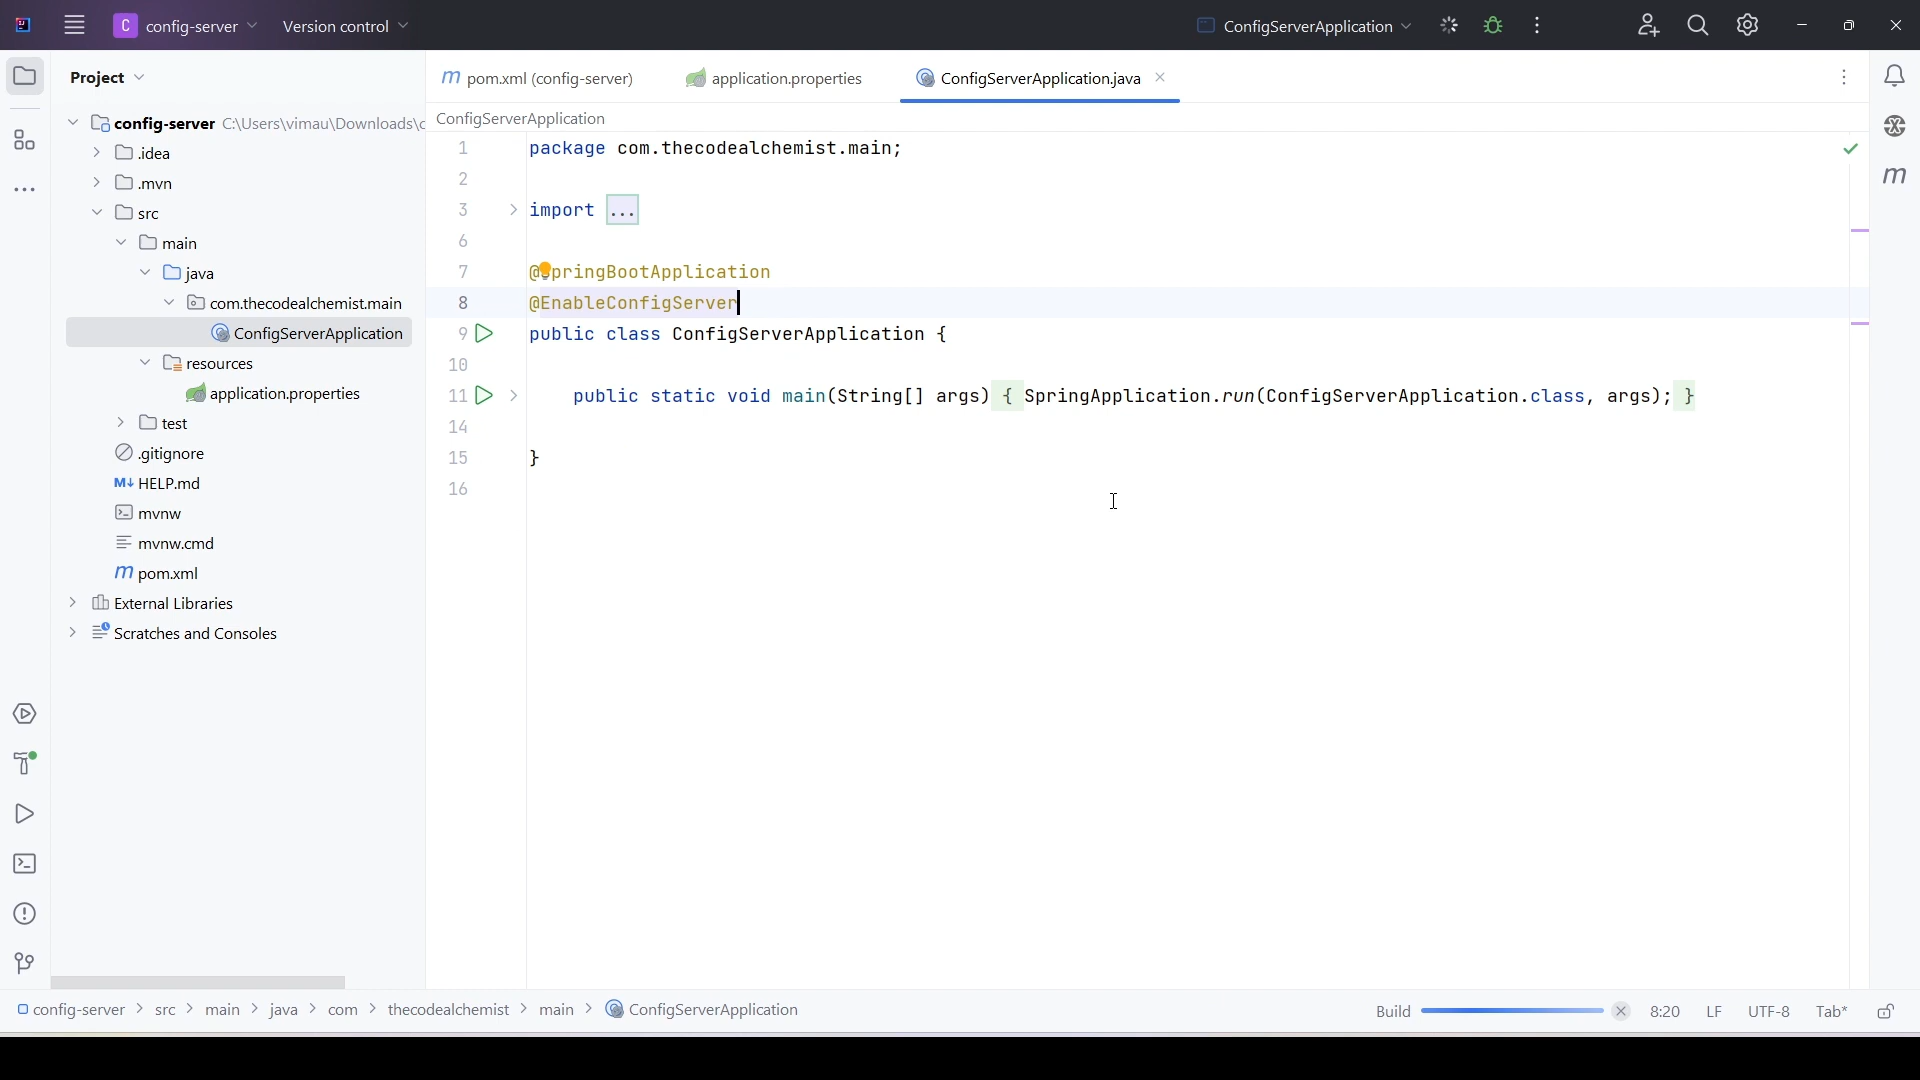 C config-server Version control ConfigServerApplication
Project
pom.xml (config-server) application.properties ConfigServerApplication.java
config-server C:\Users\vimau\Downloads\c
ConfigServerApplication
.idea
.mvn
src
main
java
com.thecodealchemist.main
ConfigServerApplication
resources
application.properties
test
.gitignore
M↓ HELP.md
mvnw
mvnw.cmd
m pom.xml
External Libraries
Scratches and Consoles
1 package com.thecodealchemist.main;
2
3 import ...
6
7 @SpringBootApplication
8 @EnableConfigServer
9 public class ConfigServerApplication {
10
11 public static void main(String[] args) { SpringApplication.run(ConfigServerApplication.class, args); }
14
15 }
16
config-server > src > main > java > com > thecodealchemist > main > ConfigServerApplication
Build 8:20 LF UTF-8 Tab*